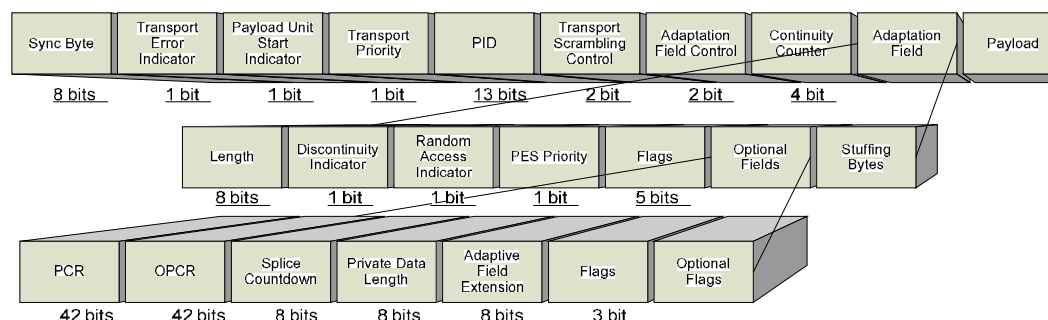 Sync Byte
Transport
Error
Indicator
Payload Unit
Start
Indicator
Transport
Priority
PID
Transport
Scrambling
Control
Adaptation
Field Control
Continuity
Counter
Adaptation
Field
Payload
8 bits
1 bit
1 bit
1 bit
13 bits
2 bits
2 bits
4 bit
Length
Discontinuity
Indicator
Random
Access
Indicator
PES Priority
Flags
Optional
Fields
Stuffing
Bytes
8 bits
1 bit
1 bit
1 bit
5 bits
PCR
OPCR
Splice
Countdown
Private Data
Length
Adaptive
Field
Extension
Flags
Optional
Flags
42 bits
42 bits
8 bits
8 bits
8 bits
3 bit